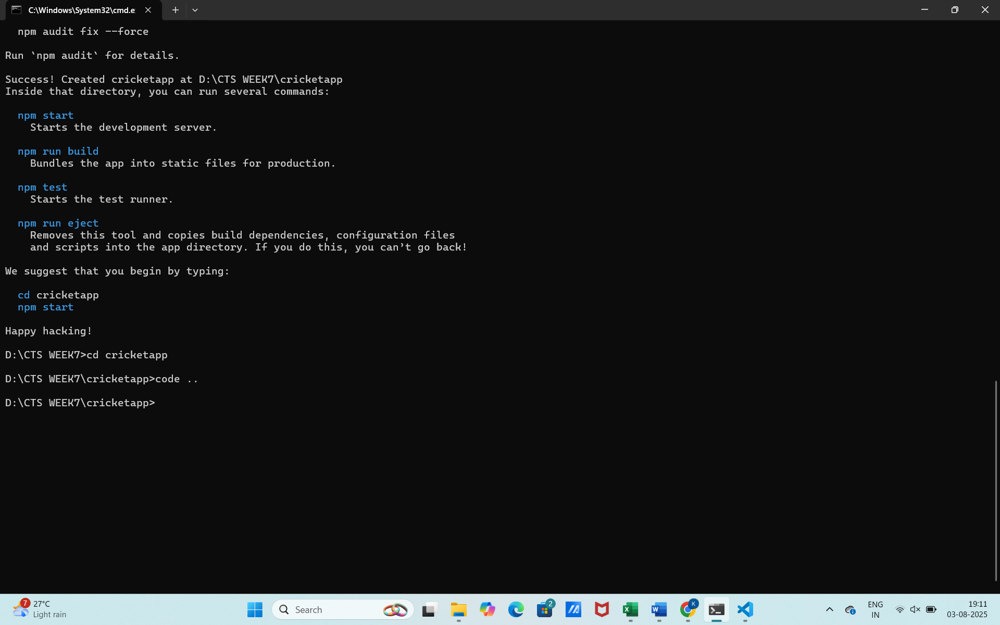 C:\Windows\System32\cmd.e
npm audit fix --force
Run `npm audit` for details.
Success! Created cricketapp at D:\CTS WEEK7\cricketapp
Inside that directory, you can run several commands:
npm start
Starts the development server.
npm run build
Bundles the app into static files for production.
npm test
Starts the test runner.
npm run eject
Removes this tool and copies build dependencies, configuration files
and scripts into the app directory. If you do this, you can’t go back!
We suggest that you begin by typing:
cd cricketapp
npm start
Happy hacking!
D:\CTS WEEK7>cd cricketapp
D:\CTS WEEK7\cricketapp>code ..
D:\CTS WEEK7\cricketapp>
7
27°C
Light rain
Search
2
K
ENG
IN
19:11
03-08-2025